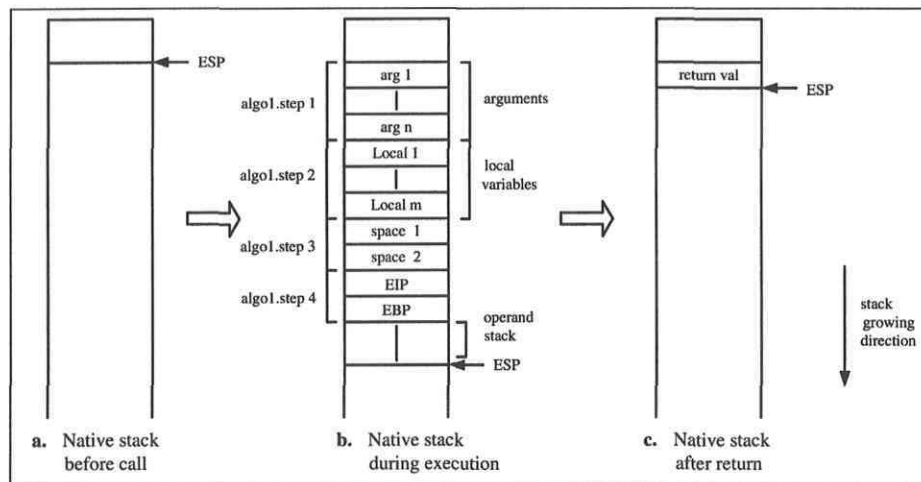 ESP
a. Native stack
before call
algo1.step 1
algo1.step 2
algo1.step 3
algo1.step 4
arg 1
arg n
Local 1
Local m
space 1
space 2
EIP
EBP
arguments
local
variables
operand
stack
ESP
b. Native stack
during execution
return val
ESP
stack
growing
direction
c. Native stack
after return